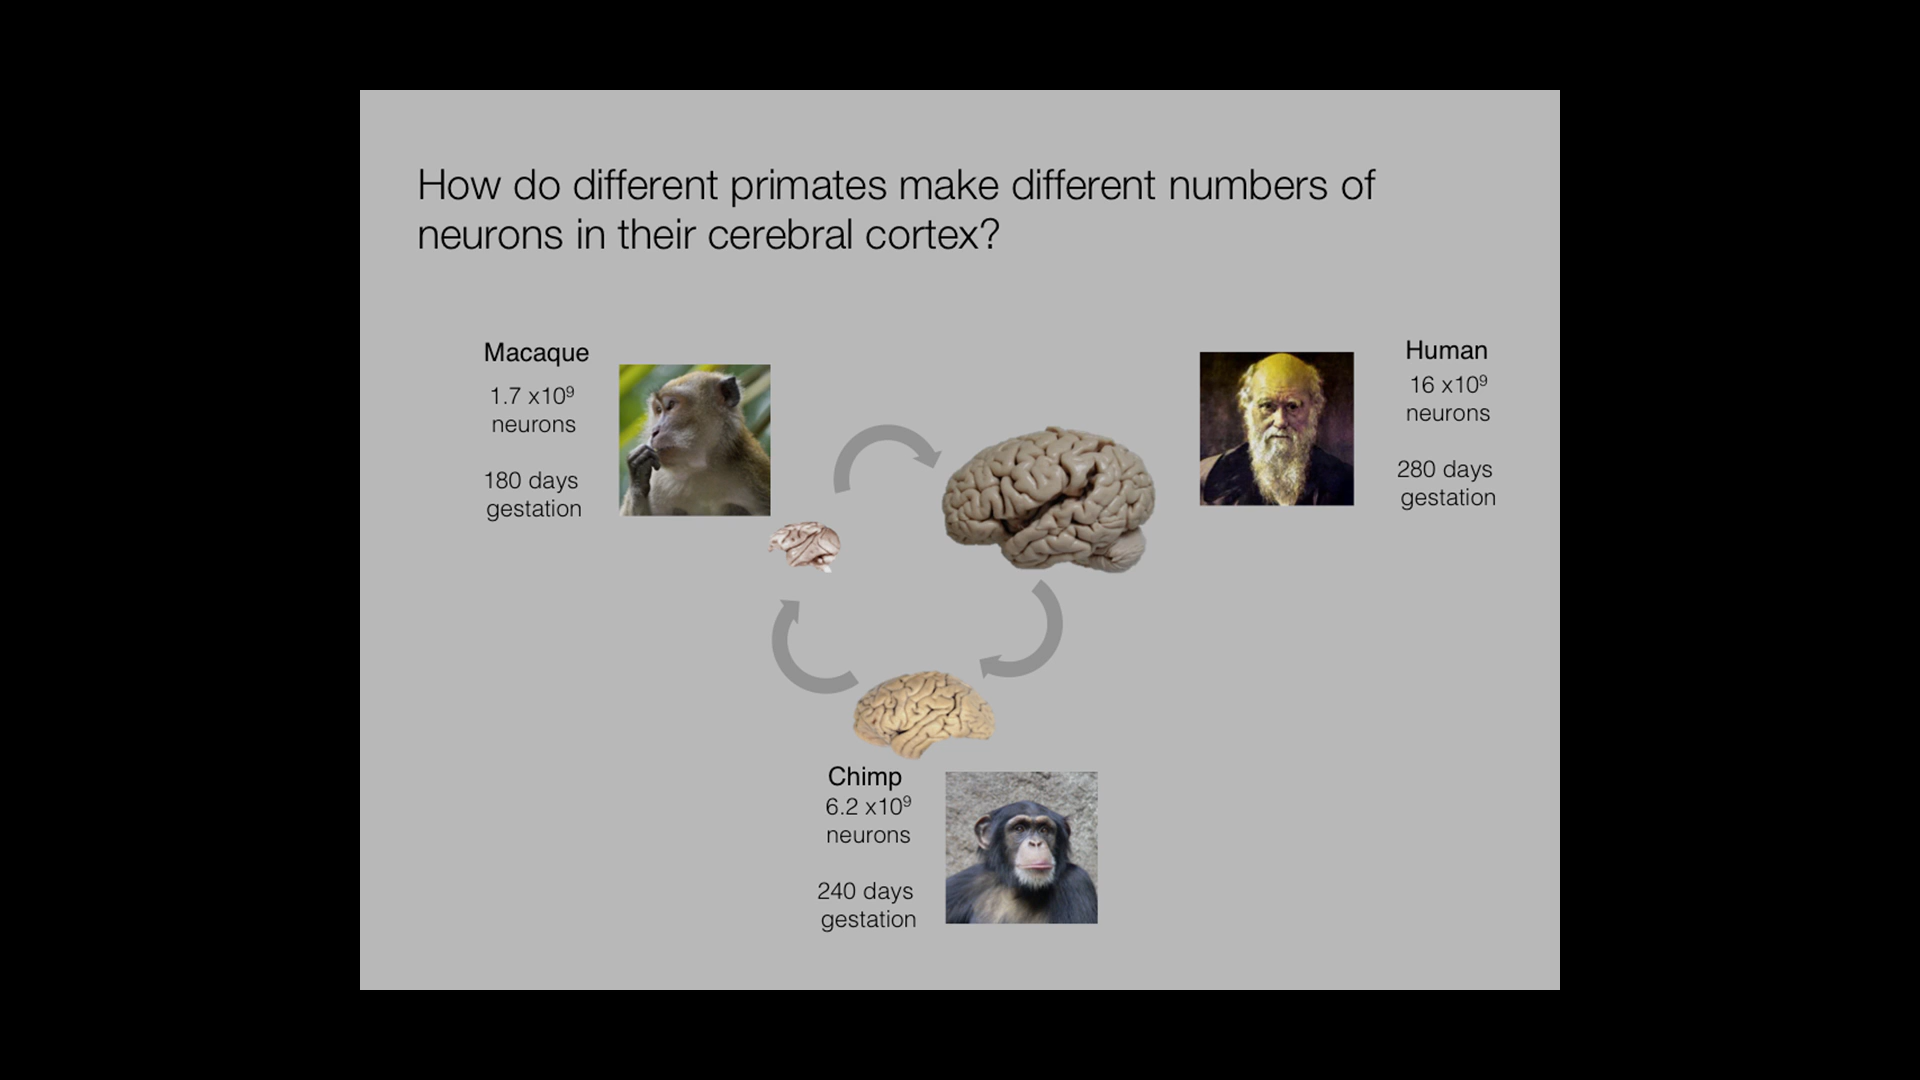 How do different primates make different numbers of
neurons in their cerebral cortex?
Macaque
1.7 x10⁹
neurons
180 days
gestation
Human
16 x10⁹
neurons
280 days
gestation
Chimp
6.2 x10⁹
neurons
240 days
gestation